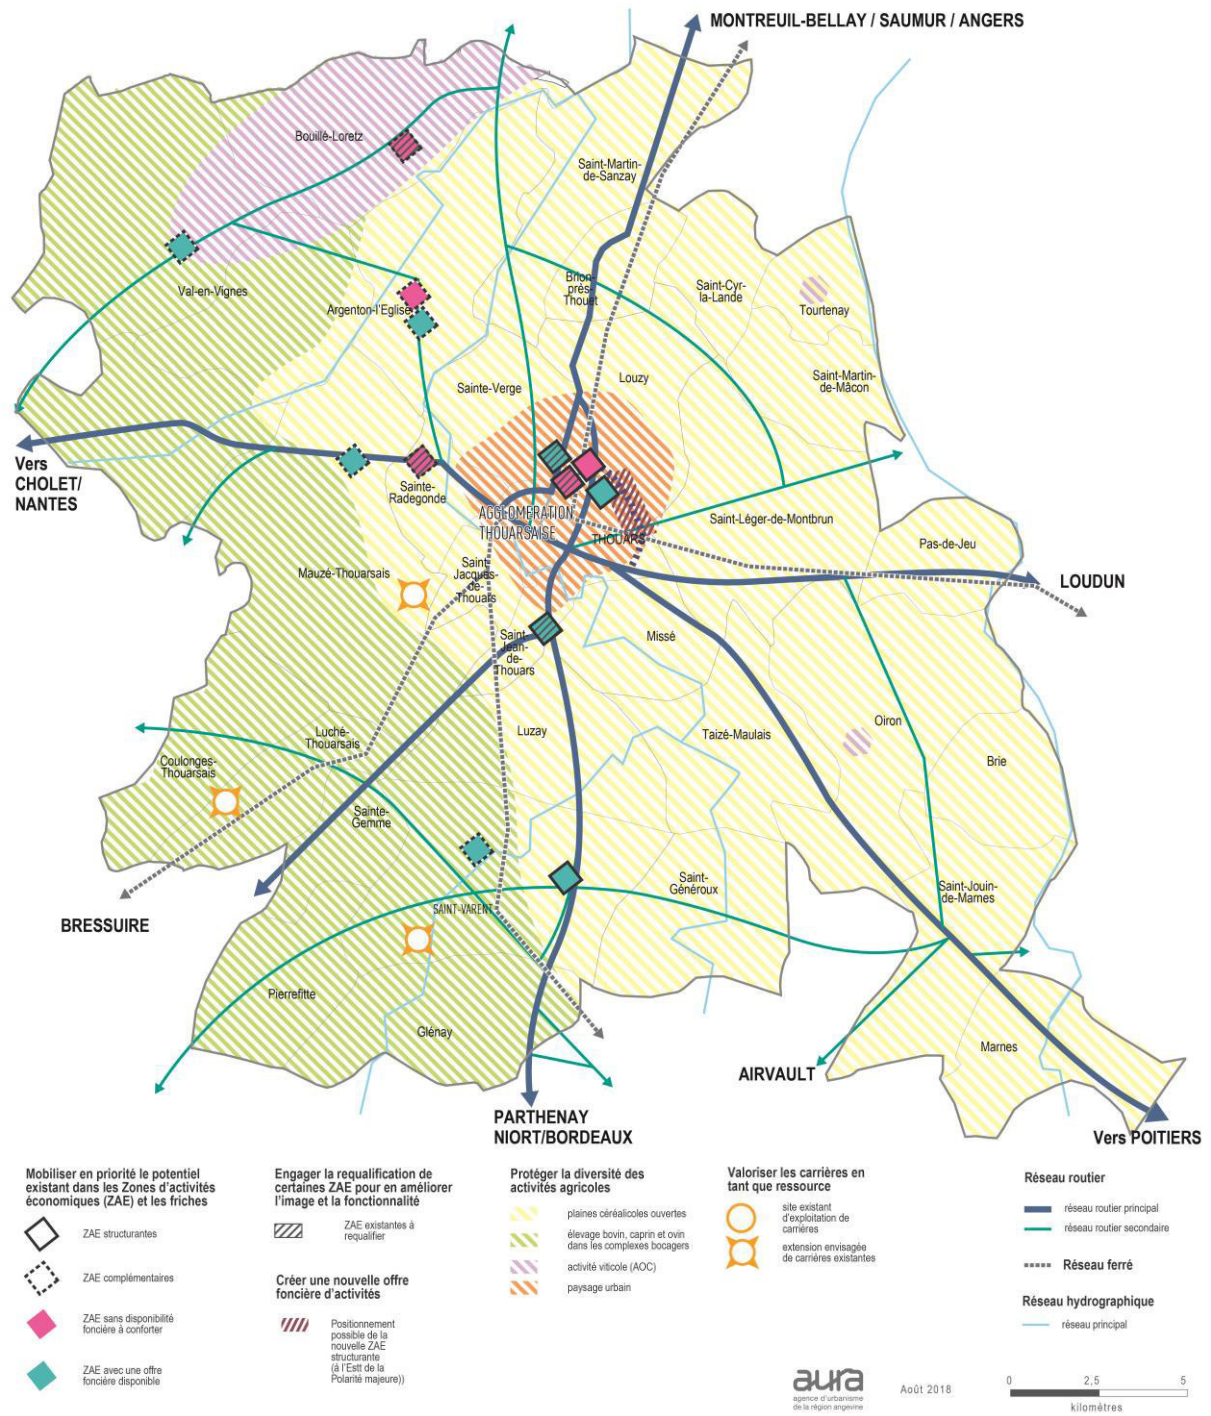 MONTREUIL-BELLAY / SAUMUR / ANGERS
Bouillé-Loretz
Saint-Martin-
de-Sanzay
Val-en-Vignes
Argenton-l'Eglise
Brion-
près-
Thouet
Saint-Cyr-
la-Lande
Tourtenay
Saint-Martin-
de-Mâcon
Sainte-Verge
Louzy
Vers
CHOLET/
NANTES
Sainte-
Radegonde
AGGLOMERATION
THOUARSAISE
THOUARS
Saint-Léger-de-Montbrun
Pas-de-Jeu
LOUDUN
Mauzé-Thouarsais
Saint-
Jacques-
de-
Thouars
Saint-
Jean-
de-
Thouars
Missé
Luzay
Taizé-Maulais
Oiron
Brie
Luché-
Thouarsais
Coulonges-
Thouarsais
Sainte-
Gemme
SAINT-VARENT
Saint-
Généroux
Saint-Jouin-
de-Marnes
BRESSUIRE
Pierrefitte
Glénay
Marnes
AIRVAULT
PARTHENAY
NIORT/BORDEAUX
Vers POITIERS
Mobiliser en priorité le potentiel
existant dans les Zones d'activités
économiques (ZAE) et les friches
ZAE structurantes
ZAE complémentaires
ZAE sans disponibilité
foncière à conforter
ZAE avec une offre
foncière disponible
Engager la requalification de
certaines ZAE pour en améliorer
l'image et la fonctionnalité
ZAE existantes à
requalifier
Créer une nouvelle offre
foncière d'activités
Positionnement
possible de la
nouvelle ZAE
structurante
(à l'Estt de la
Polarité majeure))
Protéger la diversité des
activités agricoles
plaines céréalicoles ouvertes
élevage bovin, caprin et ovin
dans les complexes bocagers
activité viticole (AOC)
paysage urbain
Valoriser les carrières en
tant que ressource
site existant
d'exploitation de
carrières
extension envisagée
de carrières existantes
Réseau routier
réseau routier principal
réseau routier secondaire
Réseau ferré
Réseau hydrographique
réseau principal
aura
agence d'urbanisme
de la région angevine
Août 2018
0 2,5 5
kilomètres